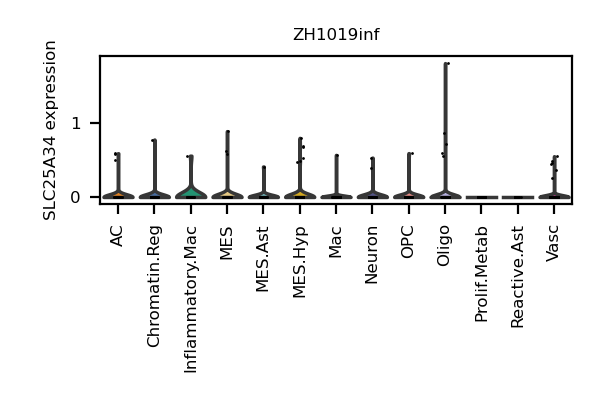 ZH1019inf
SLC25A34 expression
1
0
AC
Chromatin.Reg
Inflammatory.Mac
MES
MES.Ast
MES.Hyp
Mac
Neuron
OPC
Oligo
Prolif.Metab
Reactive.Ast
Vasc